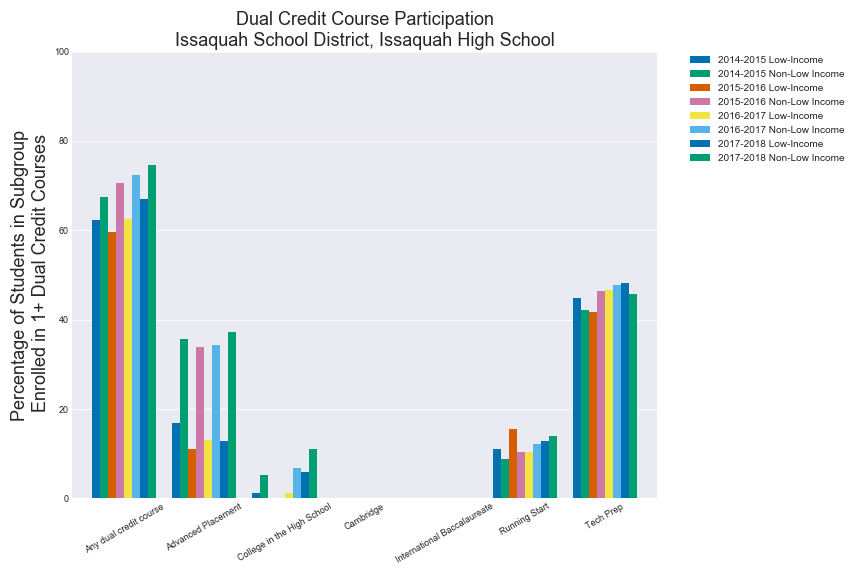 Dual Credit Course Participation
Issaquah School District, Issaquah High School
Percentage of Students in Subgroup
Enrolled in 1+ Dual Credit Courses
100
80
60
40
20
0
Any dual credit course
Advanced Placement
College in the High School
Cambridge
International Baccalaureate
Running Start
Tech Prep
2014-2015 Low-Income
2014-2015 Non-Low Income
2015-2016 Low-Income
2015-2016 Non-Low Income
2016-2017 Low-Income
2016-2017 Non-Low Income
2017-2018 Low-Income
2017-2018 Non-Low Income